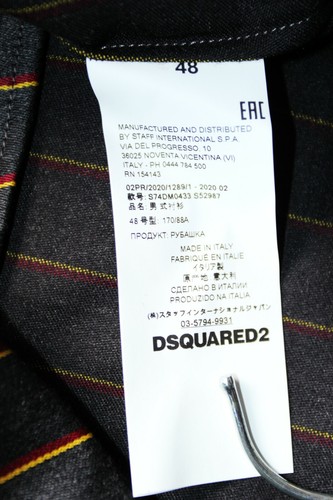 48
EAC
MANUFACTURED AND DISTRIBUTED
BY STAFF INTERNATIONAL S.P.A.
VIA DEL PROGRESSO, 10
36025 NOVENTA VICENTINA (VI)
ITALY - PH 0444 784 500
RN 154143
02PR/2020/1289/1 - 2020 02
款号: S74DM0433 S52987
品名: 男式衬衫
48 号型: 170/88A
ПРОДУКТ: РУБАШКА
MADE IN ITALY
FABRIQUÉ EN ITALIE
イタリア製
原产地 意大利
СДЕЛАНО В ИТАЛИИ
PRODUZIDO NA ITALIA
(株)スタッフインターナショナルジャパン
03-5794-9931
DSQUARED2